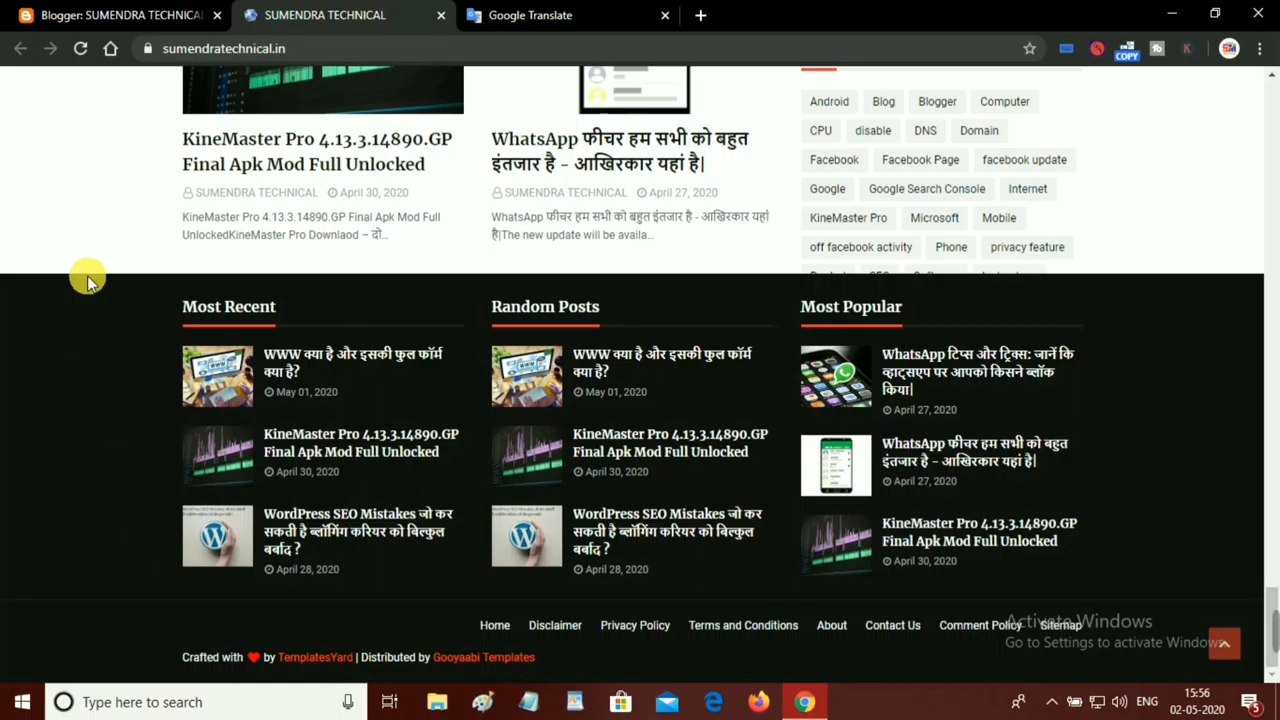 Blogger: SUMENDRA TECHNICAL
SUMENDRA TECHNICAL
Google Translate
sumendratechnical.in
COPY
KineMaster Pro 4.13.3.14890.GP
Final Apk Mod Full Unlocked
SUMENDRA TECHNICAL April 30, 2020
KineMaster Pro 4.13.3.14890.GP Final Apk Mod Full
UnlockedKineMaster Pro Downlaod – दो...
WhatsApp फीचर हम सभी को बहुत
इंतजार है - आखिरकार यहां है|
SUMENDRA TECHNICAL April 27, 2020
WhatsApp फीचर हम सभी को बहुत इंतजार है - आखिरकार यहां
है|The new update will be availa...
Android Blog Blogger Computer
CPU disable DNS Domain
Facebook Facebook Page facebook update
Google Google Search Console Internet
KineMaster Pro Microsoft Mobile
off facebook activity Phone privacy feature
Most Recent
WWW क्या है और इसकी फुल फॉर्म
क्या है?
May 01, 2020
KineMaster Pro 4.13.3.14890.GP
Final Apk Mod Full Unlocked
April 30, 2020
WordPress SEO Mistakes जो कर
सकती है ब्लॉगिंग करियर को बिल्कुल
बर्बाद ?
April 28, 2020
Random Posts
WWW क्या है और इसकी फुल फॉर्म
क्या है?
May 01, 2020
KineMaster Pro 4.13.3.14890.GP
Final Apk Mod Full Unlocked
April 30, 2020
WordPress SEO Mistakes जो कर
सकती है ब्लॉगिंग करियर को बिल्कुल
बर्बाद ?
April 28, 2020
Most Popular
WhatsApp टिप्स और ट्रिक्स: जानें कि
व्हाट्सएप पर आपको किसने ब्लॉक
किया|
April 27, 2020
WhatsApp फीचर हम सभी को बहुत
इंतजार है - आखिरकार यहां है|
April 27, 2020
KineMaster Pro 4.13.3.14890.GP
Final Apk Mod Full Unlocked
April 30, 2020
Home Disclaimer Privacy Policy Terms and Conditions About Contact Us Comment Policy Sitemap
Activate Windows
Go to Settings to activate Windows.
Crafted with by TemplatesYard | Distributed by Gooyaabi Templates
Type here to search
ENG
15:56
02-05-2020
5